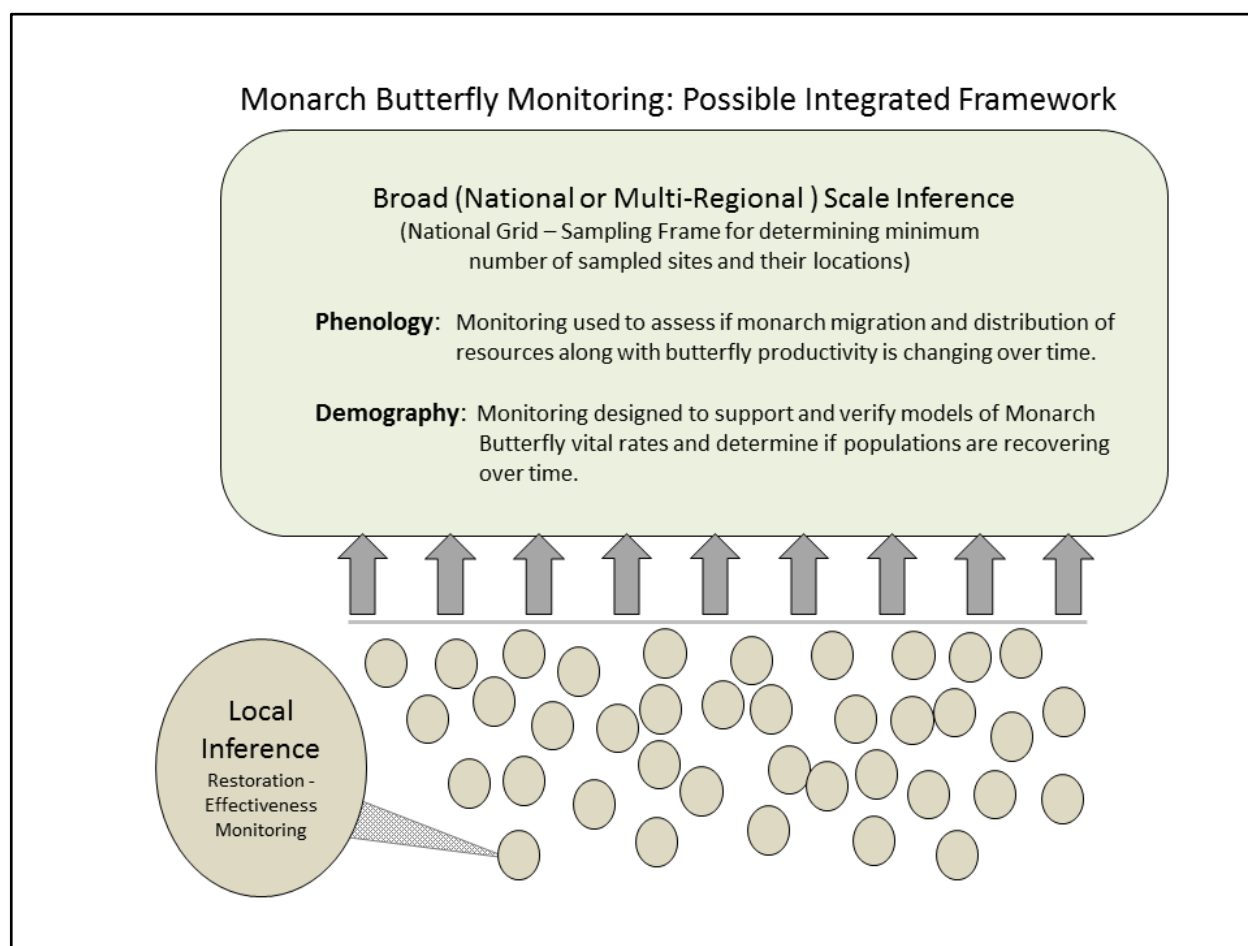 Monarch Butterfly Monitoring: Possible Integrated Framework
Broad (National or Multi-Regional ) Scale Inference
(National Grid – Sampling Frame for determining minimum
number of sampled sites and their locations)
Phenology: Monitoring used to assess if monarch migration and distribution of
resources along with butterfly productivity is changing over time.
Demography: Monitoring designed to support and verify models of Monarch
Butterfly vital rates and determine if populations are recovering
over time.
Local
Inference
Restoration -
Effectiveness
Monitoring